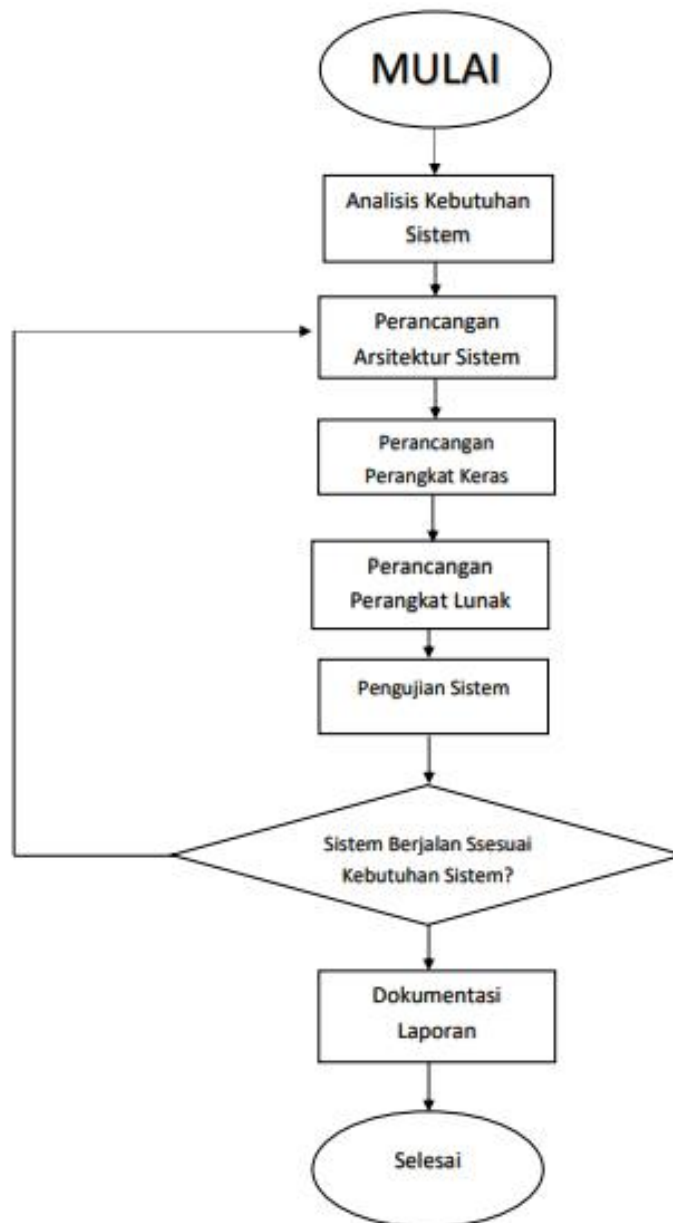 MULAI
Analisis Kebutuhan
Sistem
Perancangan
Arsitektur Sistem
Perancangan
Perangkat Keras
Perancangan
Perangkat Lunak
Pengujian Sistem
Sistem Berjalan Ssesuai
Kebutuhan Sistem?
Dokumentasi
Laporan
Selesai